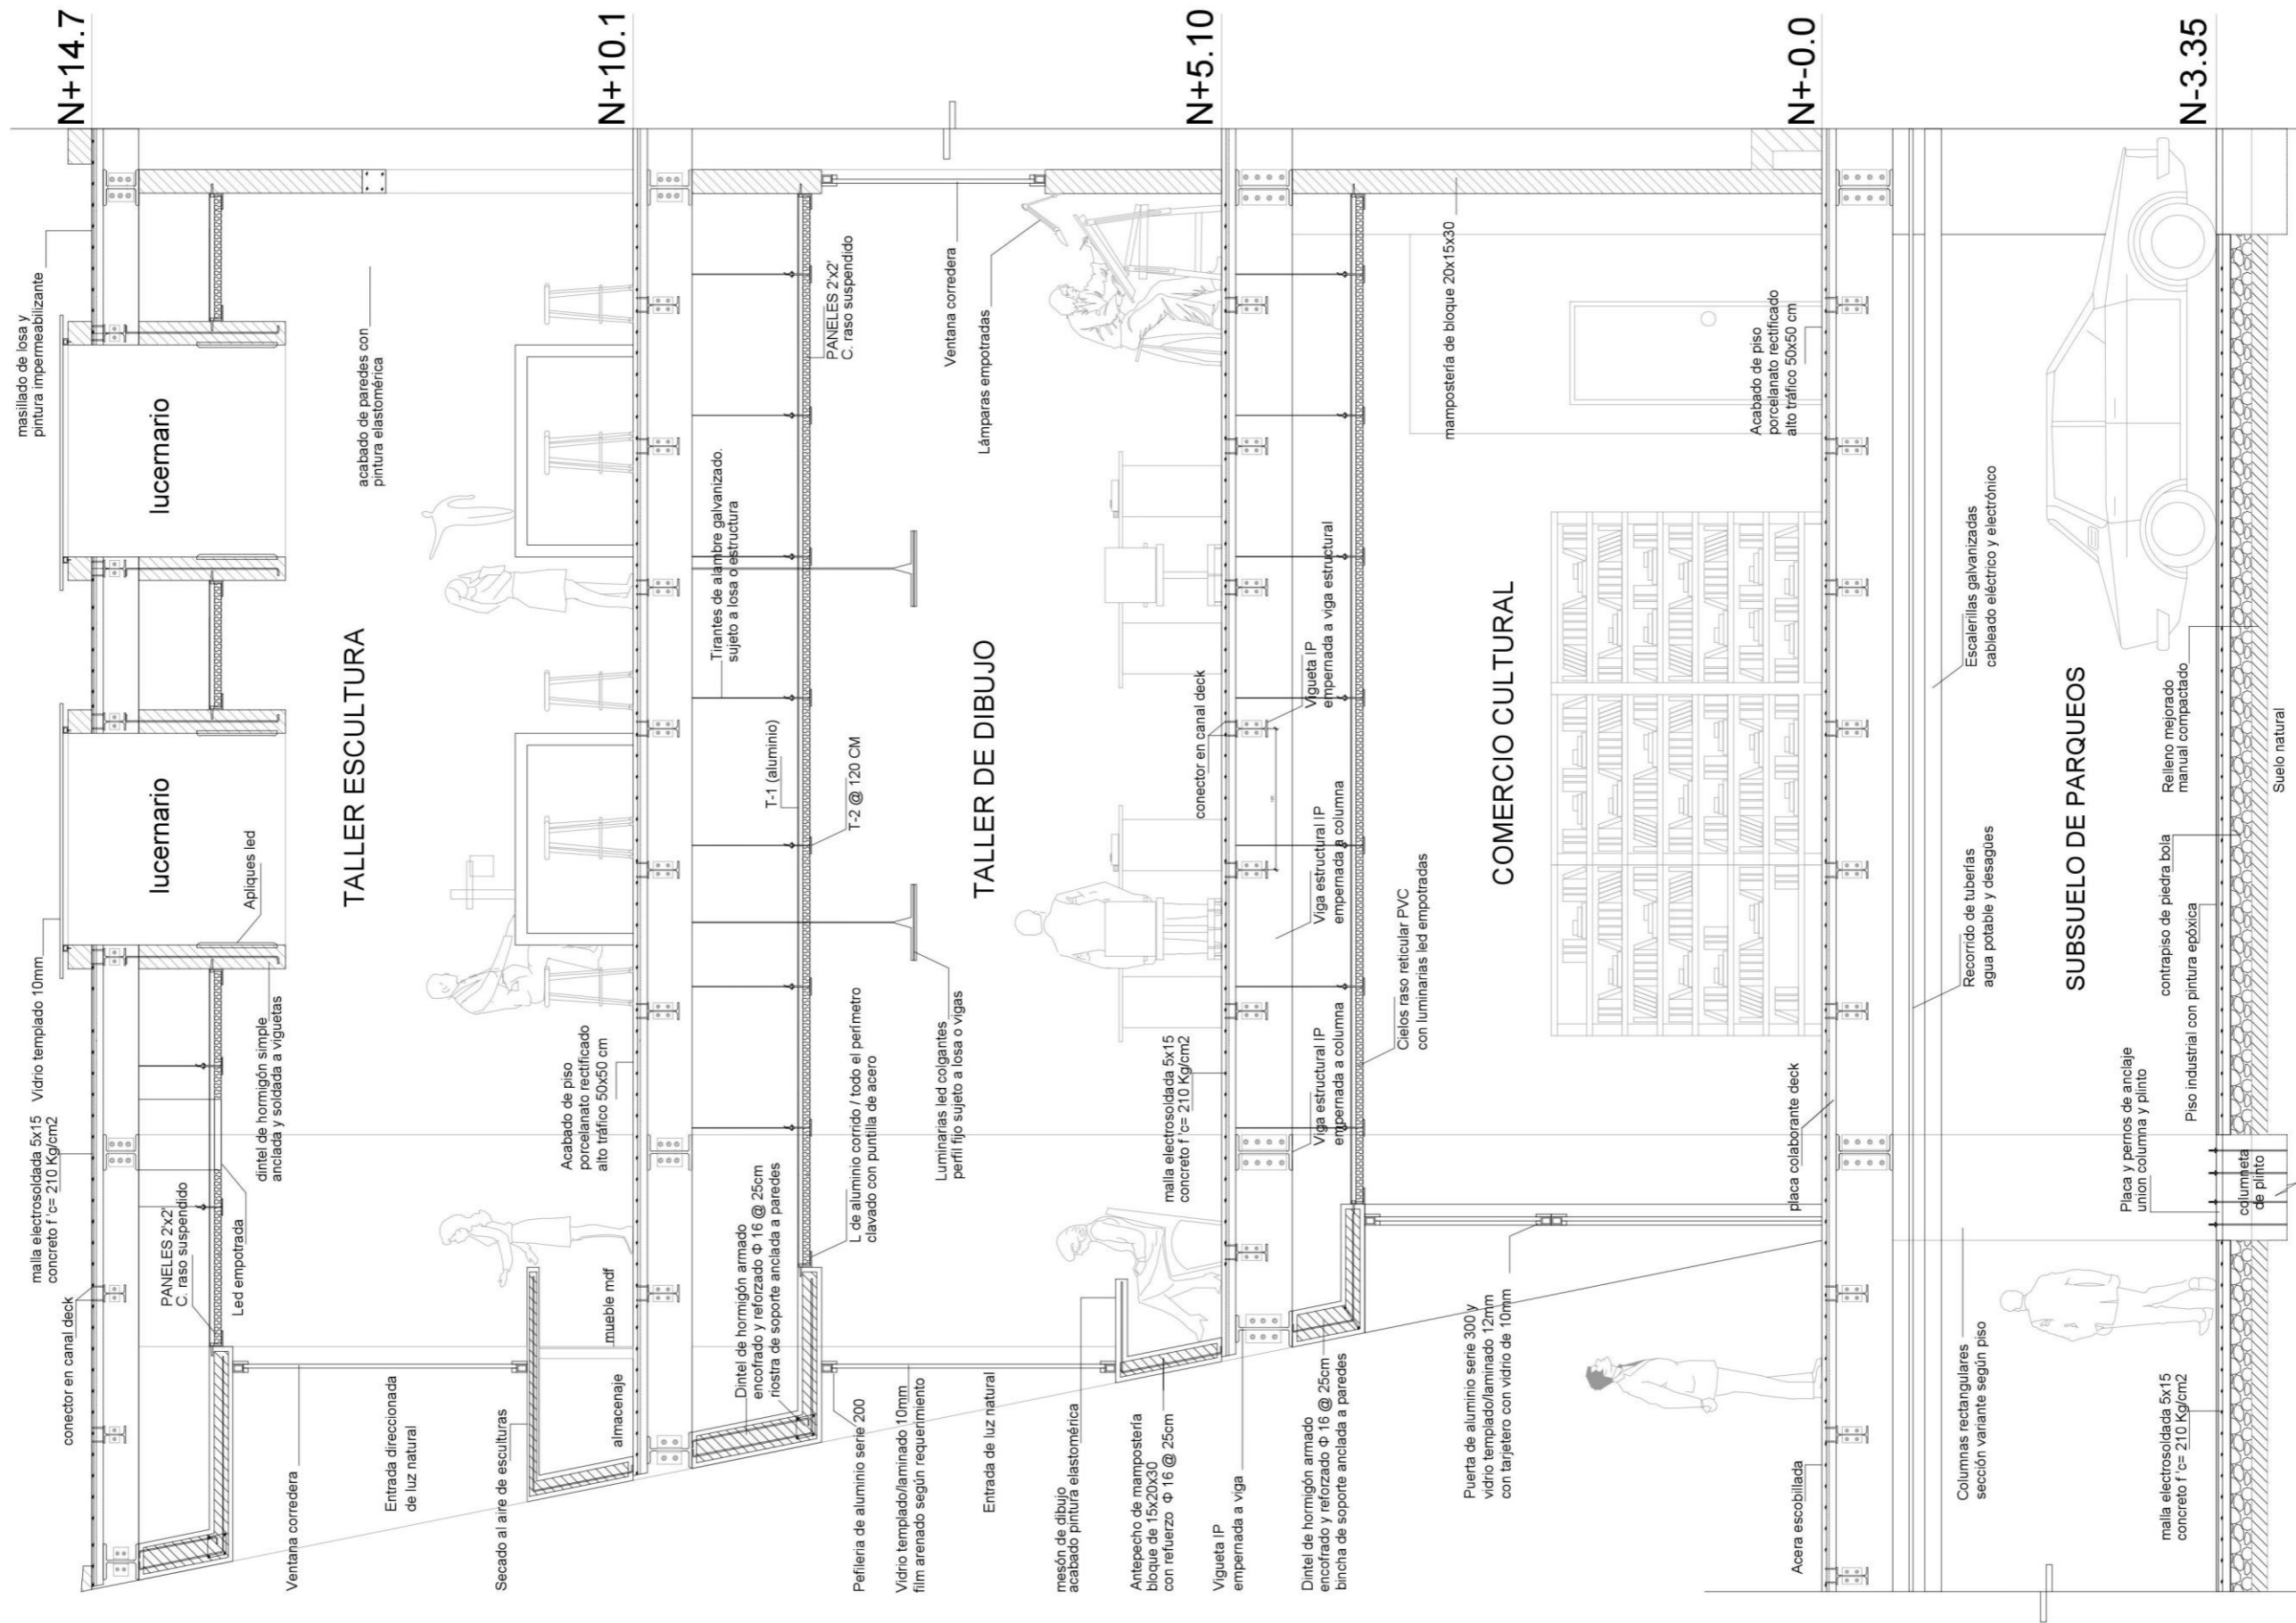 N+14.7
masillado de losa y
pintura impermeabilizante
Vidrio templado 10mm
malla electrosoldada 5x15
concreto f 'c= 210 Kg/cm2
conector en canal deck
lucernario
lucernario
PANELES 2'x2'
C. raso suspendido
Led empotrada
dintel de hormigón simple
anclada y soldada a viguetas
Apliques led
acabado de paredes con
pintura elastomérica
TALLER ESCULTURA
Ventana corredera
Entrada direccionada
de luz natural
Secado al aire de esculturas
almacenaje
mueble mdf
Acabado de piso
porcelanato rectificado
alto tráfico 50x50 cm
N+10.1
Tirantes de alambre galvanizado.
sujeto a losa o estructura
T-1 (aluminio)
T-2 @ 120 CM
PANELES 2'x2'
C. raso suspendido
Dintel de hormigón armado
encofrado y reforzado Φ 16 @ 25cm
riostra de soporte anclada a paredes
L de aluminio corrido / todo el perímetro
clavado con puntilla de acero
Pefileria de aluminio serie 200
Vidrio templado/laminado 10mm
film arenado según requerimiento
Luminarias led colgantes
perfil fijo sujeto a losa o vigas
Ventana corredera
Lámparas empotradas
TALLER DE DIBUJO
Entrada de luz natural
mesón de dibujo
acabado pintura elastomérica
Antepecho de mampostería
bloque de 15x20x30
con refuerzo Φ 16 @ 25cm
malla electrosoldada 5x15
concreto f 'c= 210 Kg/cm2
conector en canal deck
N+5.10
Vigueta IP
empernada a viga
Vigueta IP
empernada a viga estructural
Viga estructural IP
empernada a columna
Viga estructural IP
empernada a columna
Dintel de hormigón armado
encofrado y reforzado Φ 16 @ 25cm
bincha de soporte anclada a paredes
Cielos raso reticular PVC
con luminarias led empotradas
mampostería de bloque 20x15x30
COMERCIO CULTURAL
Puerta de aluminio serie 300 y
vidrio templado/laminado 12mm
con tarjetero con vidrio de 10mm
Acabado de piso
porcelanato rectificado
alto tráfico 50x50 cm
placa colaborante deck
Acera escobillada
N+-0.0
Columnas rectangulares
sección variante según piso
Recorrido de tuberías
agua potable y desagües
Escalerillas galvanizadas
cableado eléctrico y electrónico
SUBSUELO DE PARQUEOS
Placa y pernos de anclaje
union columna y plinto
malla electrosoldada 5x15
concreto f 'c= 210 Kg/cm2
contrapiso de piedra bola
Piso industrial con pintura epóxica
Relleno mejorado
manual compactado
N-3.35
columneta
de plinto
Suelo natural